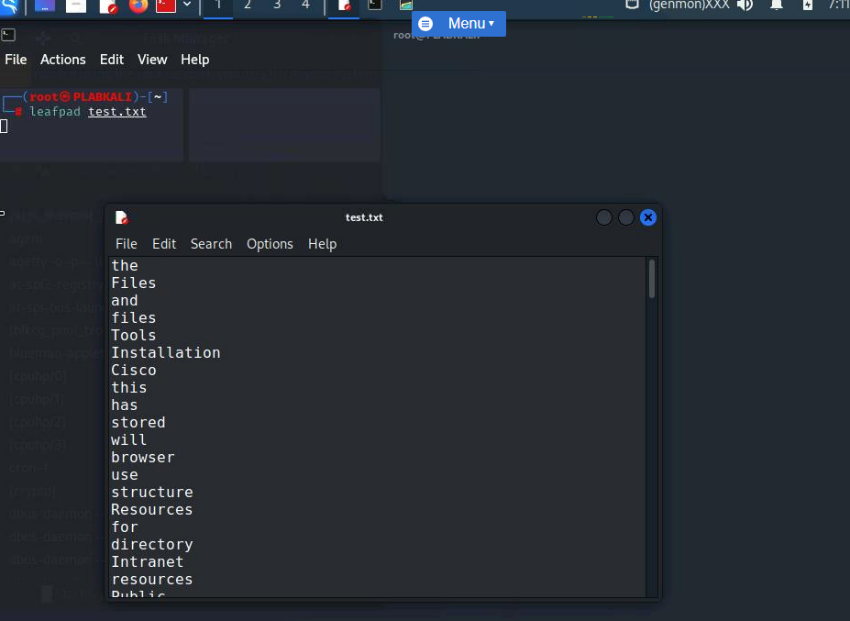 1 2 3 4 (genmon)XXX 7:11
Menu
File Actions Edit View Help
(root㉿PLABKALI)-[~]
# leafpad test.txt
test.txt
File Edit Search Options Help
the
Files
and
files
Tools
Installation
Cisco
this
has
stored
will
browser
use
structure
Resources
for
directory
Intranet
resources
Public